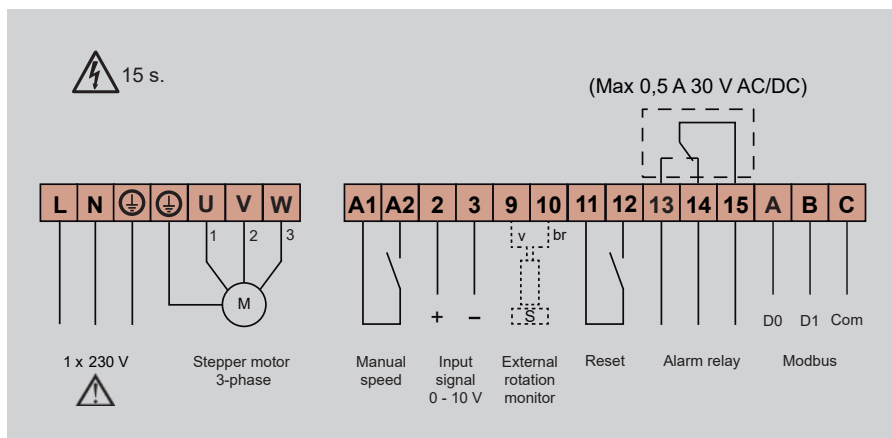 15 s.
(Max 0,5 A 30 V AC/DC)
L N U V W A1 A2 2 3 9 10 11 12 13 14 15 A B C
1 2 3 v br
M + – S D0 D1 Com
1 x 230 V Stepper motor Manual Input External Reset Alarm relay Modbus
3-phase speed signal rotation
0 - 10 V monitor